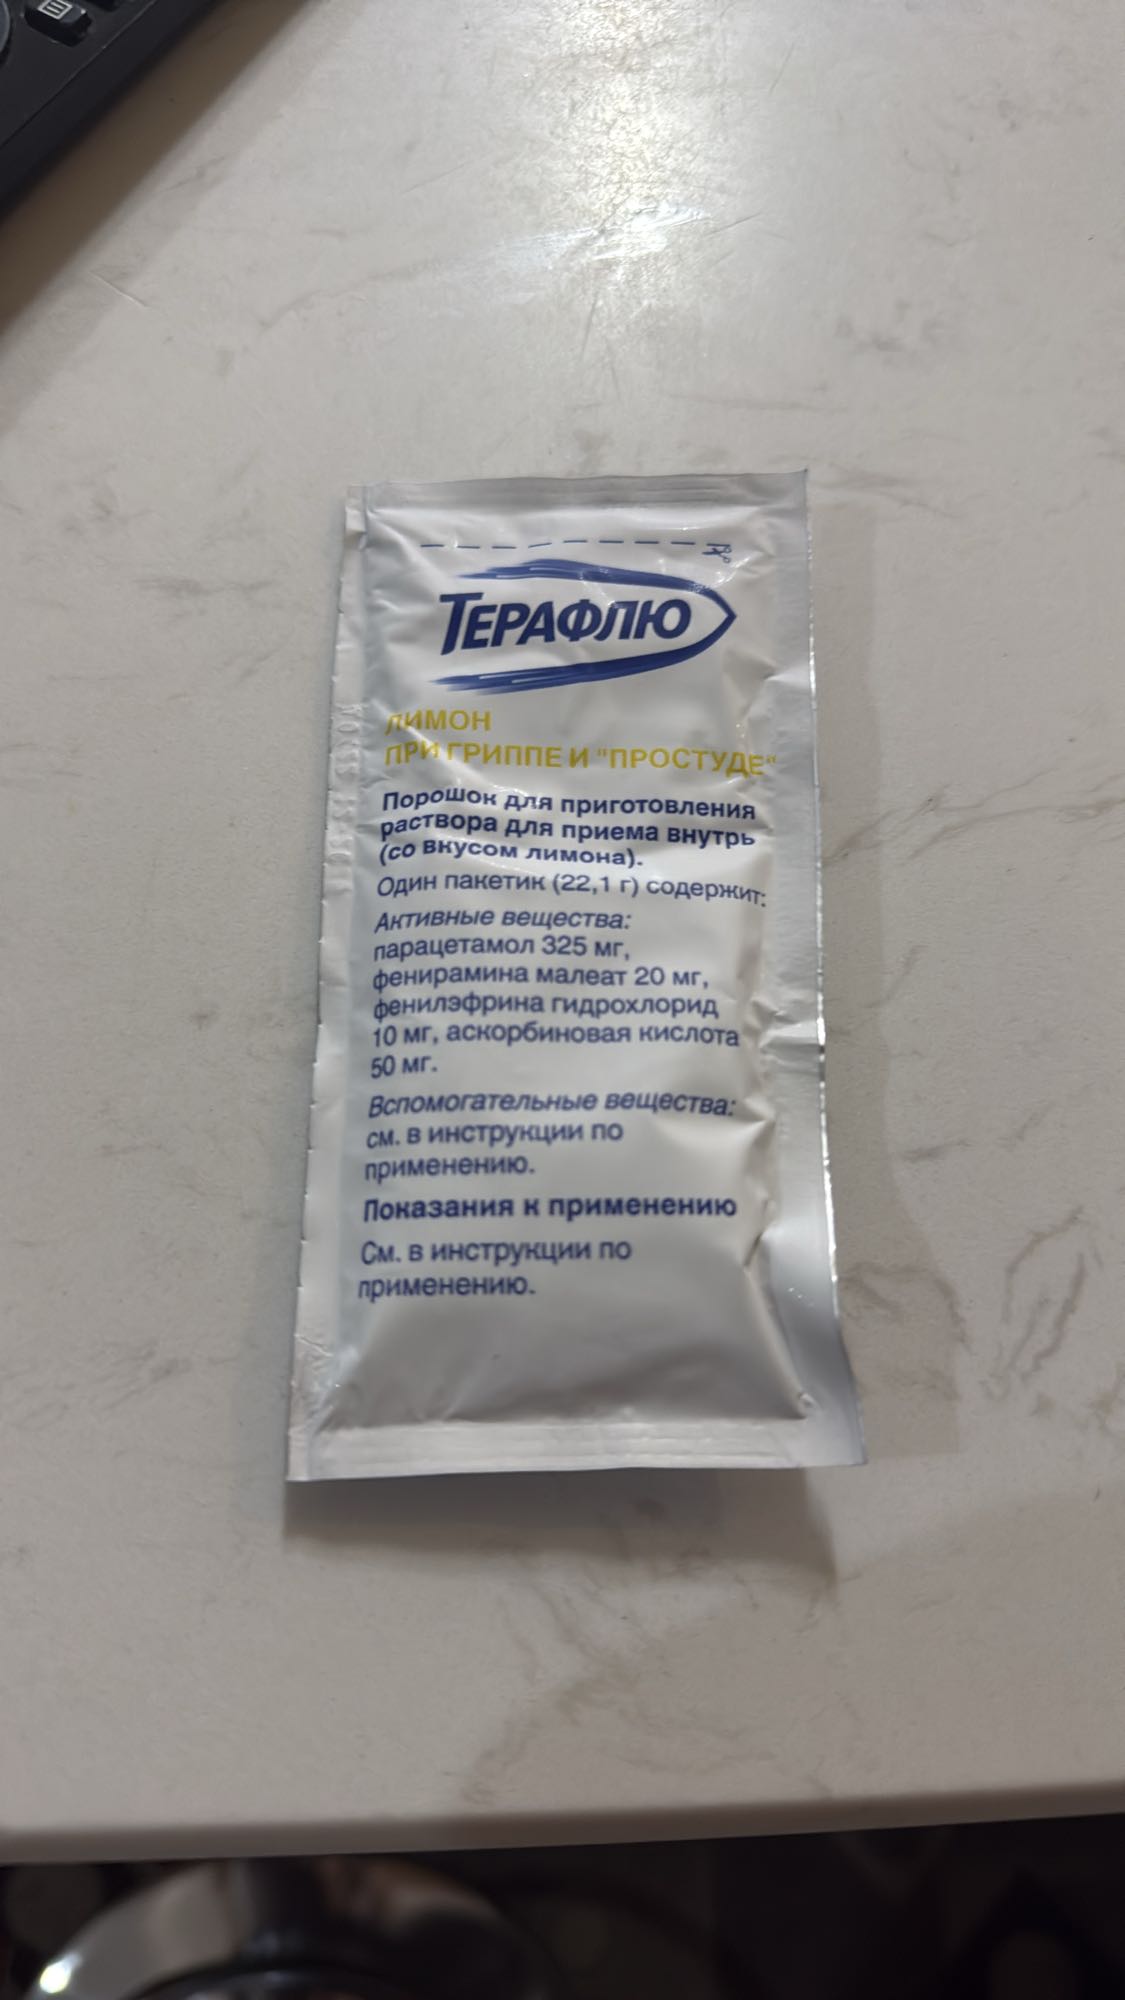 ТЕРАФЛЮ
ЛИМОН
ПРИ ГРИППЕ И "ПРОСТУДЕ"
Порошок для приготовления
раствора для приема внутрь
(со вкусом лимона).
Один пакетик (22,1 г) содержит:
Активные вещества:
парацетамол 325 мг,
фенирамина малеат 20 мг,
фенилэфрина гидрохлорид
10 мг, аскорбиновая кислота
50 мг.
Вспомогательные вещества:
см. в инструкции по
применению.
Показания к применению
См. в инструкции по
применению.